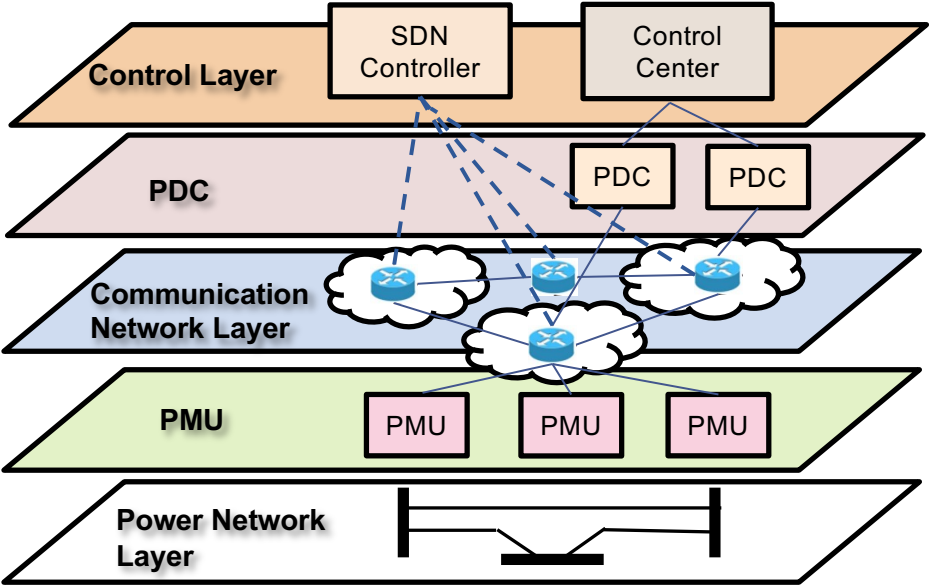 SDN
Controller
Control
Center
Control Layer
PDC
PDC
PDC
Communication
Network Layer
PMU
PMU
PMU
PMU
Power Network
Layer